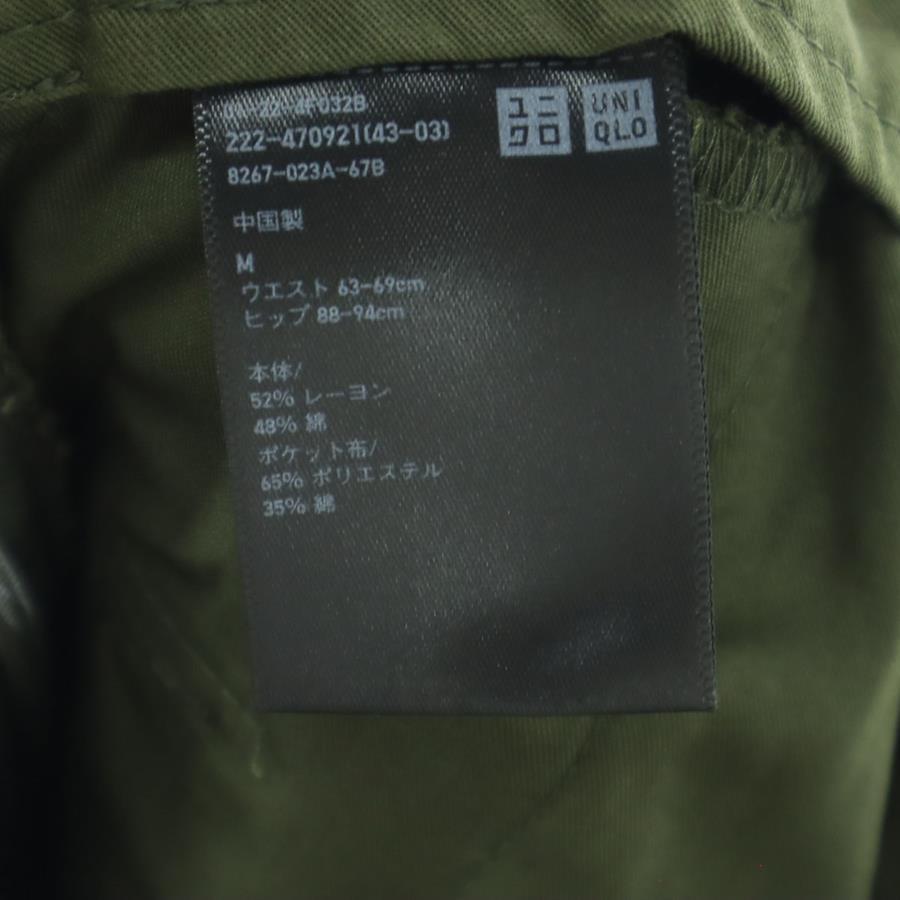 222-470921(43-03)
8267-023A-67B
ユニ
クロ
UNI
QLO
中国製
M
ウエスト 63-69cm
ヒップ 88-94cm
本体/
52% レーヨン
48% 綿
ポケット布/
65% ポリエステル
35% 綿